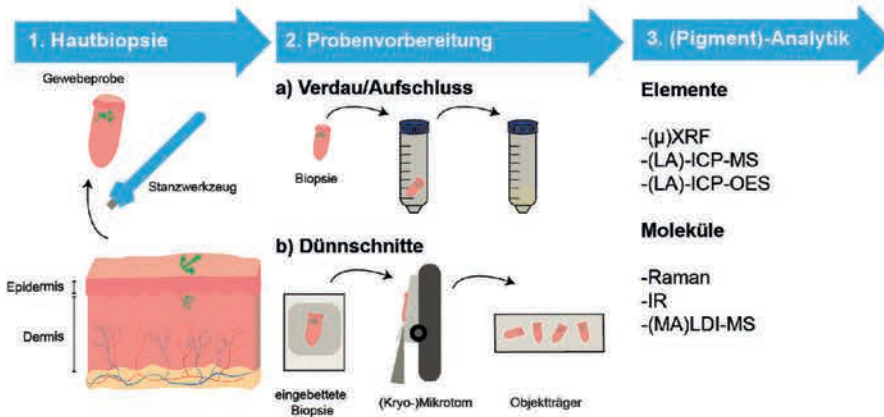 1. Hautbiopsie
Gewebeprobe
Stanzwerkzeug
Epidermis
Dermis
2. Probenvorbereitung
a) Verdau/Aufschluss
Biopsie
b) Dünnschnitte
eingebettete
Biopsie
(Kryo-)Mikrotom
Objektträger
3. (Pigment)-Analytik
Elemente
-(µ)XRF
-(LA)-ICP-MS
-(LA)-ICP-OES
Moleküle
-Raman
-IR
-(MA)LDI-MS